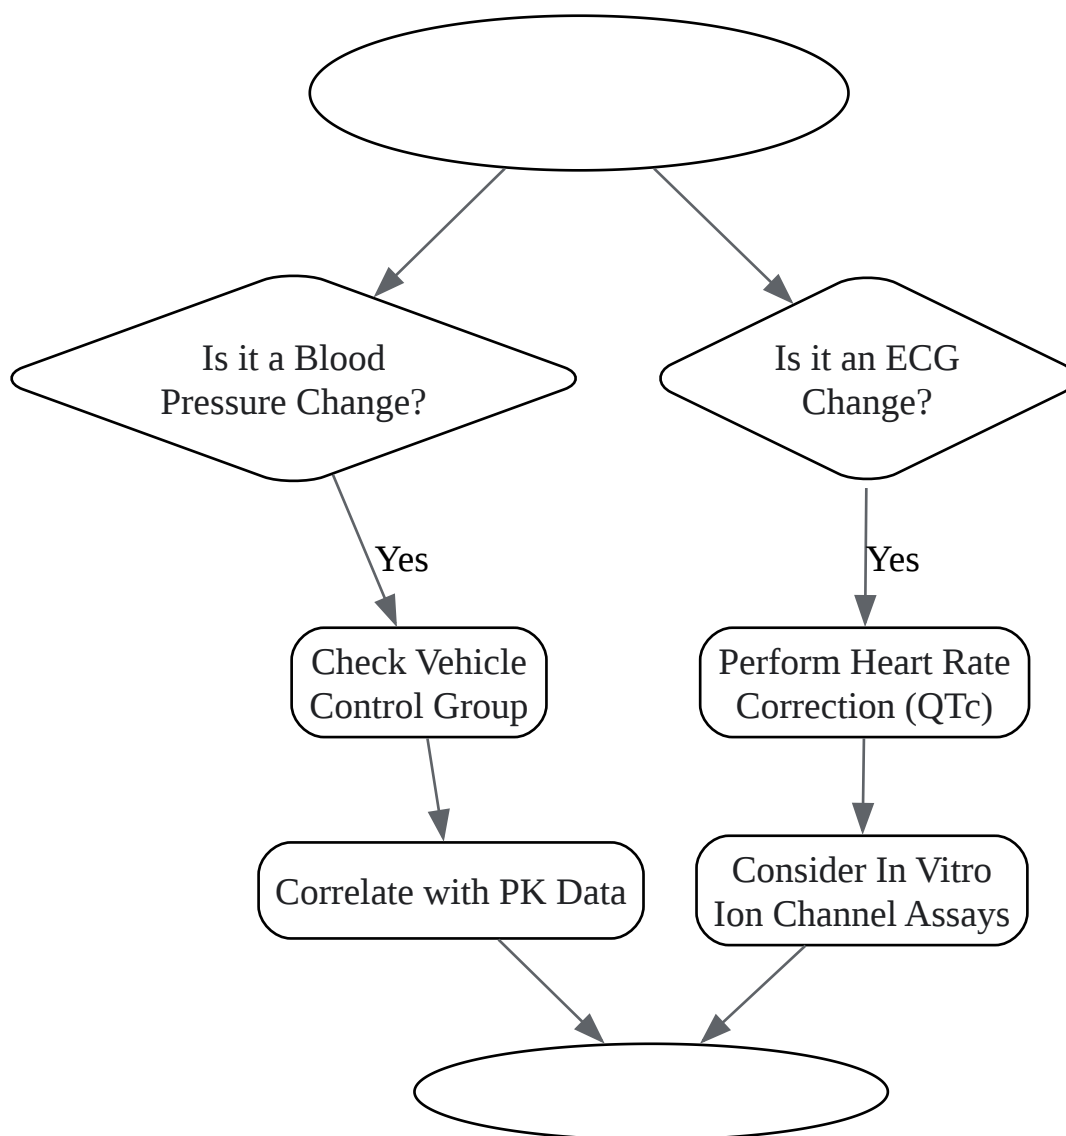 Is it a Blood
Pressure Change?
Is it an ECG
Change?
Yes
Yes
Check Vehicle
Control Group
Perform Heart Rate
Correction (QTc)
Correlate with PK Data
Consider In Vitro
Ion Channel Assays